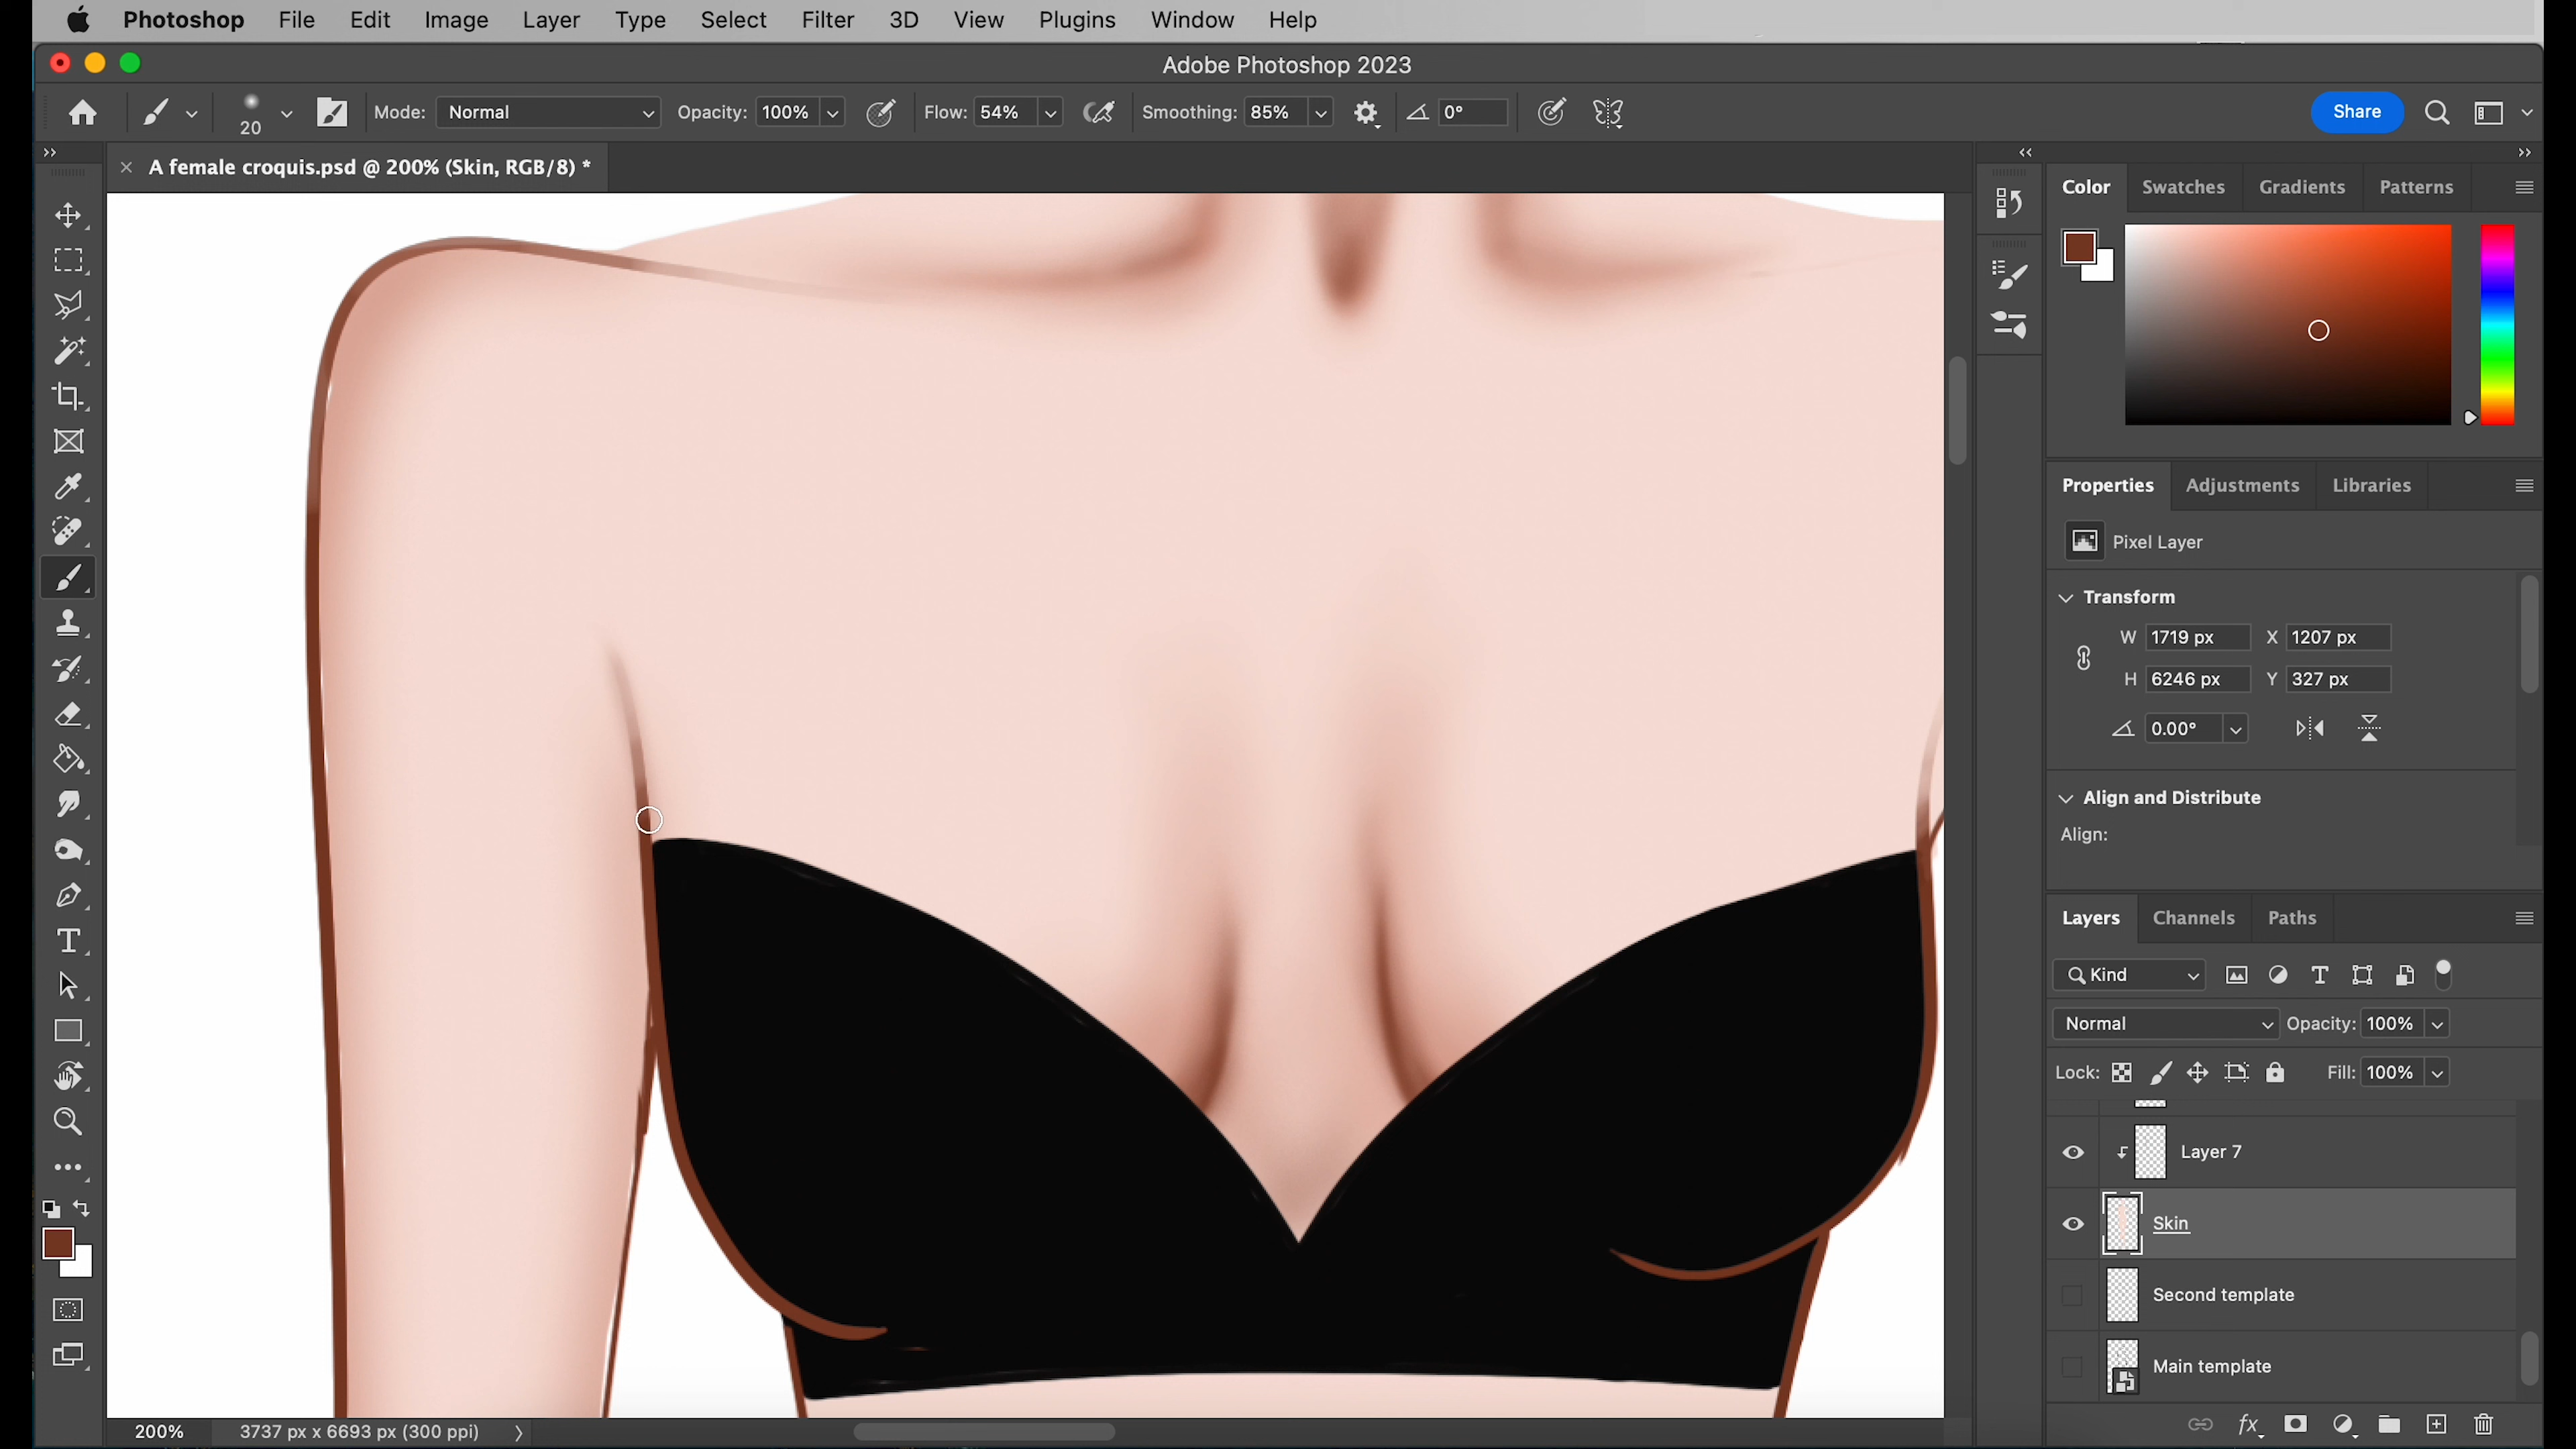 Photoshop File Edit Image Layer Type Select Filter 3D View Plugins Window Help
Adobe Photoshop 2023
20 Mode: Normal Opacity: 100% Flow: 54% Smoothing: 85% 0° Share
A female croquis.psd @ 200% (Skin, RGB/8) *
Color Swatches Gradients Patterns
Properties Adjustments Libraries
Pixel Layer
Transform
W 1719 px X 1207 px
H 6246 px Y 327 px
0.00°
Align and Distribute
Align:
Layers Channels Paths
Kind
Normal Opacity: 100%
Lock: Fill: 100%
Layer 7
Skin
Second template
Main template
200% 3737 px x 6693 px (300 ppi)